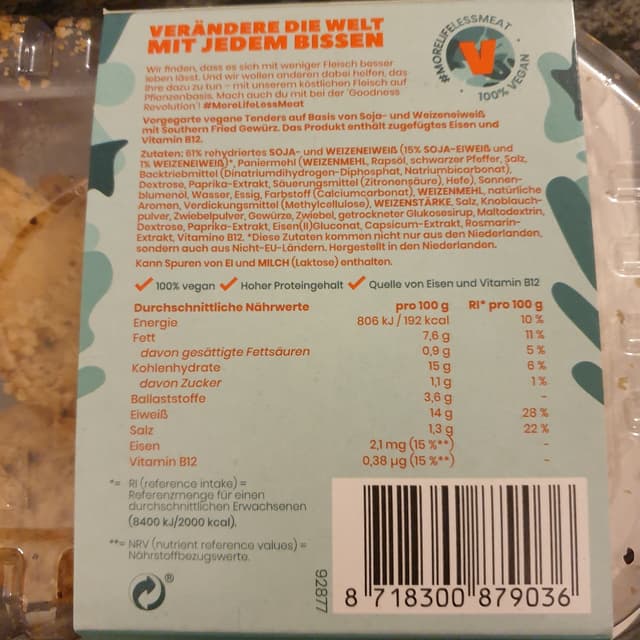 VERÄNDERE DIE WELT
MIT JEDEM BISSEN
#MORELIFELESSMEAT
V
100% VEGAN
Wir finden, dass es sich mit weniger Fleisch besser
leben lässt. Und wir wollen anderen dabei helfen, das
Ihre dazu zu tun – mit unserem köstlichen Fleisch auf
Pflanzenbasis. Mach auch du mit bei der 'Goodness
Revolution'! #MoreLifeLessMeat
Vorgegarte vegane Tenders auf Basis von Soja- und Weizeneiweiß
mit Southern Fried Gewürz. Das Produkt enthält zugefügtes Eisen und
Vitamin B12.
Zutaten: 61% rehydriertes SOJA- und WEIZENEIWEIß (15% SOJA-EIWEIß und
1% WEIZENEIWEIß)*, Paniermehl (WEIZENMEHL, Rapsöl, schwarzer Pfeffer, Salz,
Backtriebmittel (Dinatriumdihydrogen-Diphosphat, Natriumbicarbonat),
Dextrose, Paprika-Extrakt, Säuerungsmittel (Zitronensäure), Hefe), Sonnen-
blumenöl, Wasser, Essig, Farbstoff (Calciumcarbonat), WEIZENMEHL, natürliche
Aromen, Verdickungsmittel (Methylcellulose), WEIZENSTÄRKE, Salz, Knoblauch-
pulver, Zwiebelpulver, Gewürze, Zwiebel, getrockneter Glukosesirup, Maltodextrin,
Dextrose, Paprika-Extrakt, Eisen(II)Gluconat, Capsicum-Extrakt, Rosmarin-
Extrakt, Vitamine B12. *Diese Zutaten kommen nicht nur aus den Niederlanden,
sondern auch aus Nicht-EU-Ländern. Hergestellt in den Niederlanden.
Kann Spuren von EI und MILCH (Laktose) enthalten.
100% vegan Hoher Proteingehalt Quelle von Eisen und Vitamin B12
Durchschnittliche Nährwerte pro 100 g RI* pro 100 g
Energie 806 kJ / 192 kcal 10 %
Fett 7,6 g 11 %
davon gesättigte Fettsäuren 0,9 g 5 %
Kohlenhydrate 15 g 6 %
davon Zucker 1,1 g 1 %
Ballaststoffe 3,6 g -
Eiweiß 14 g 28 %
Salz 1,3 g 22 %
Eisen 2,1 mg (15 %**) -
Vitamin B12 0,38 µg (15 %**) -
*= RI (reference intake) =
Referenzmenge für einen
durchschnittlichen Erwachsenen
(8400 kJ/2000 kcal).
**= NRV (nutrient reference values) =
Nährstoffbezugswerte.
®
92877
8 718300 879036